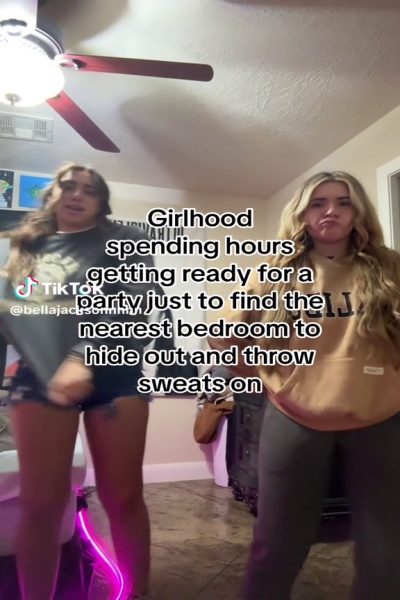 Girlhood
spending hours
getting ready for a
party just to find the
nearest bedroom to
hide out and throw
sweats on
TikTok